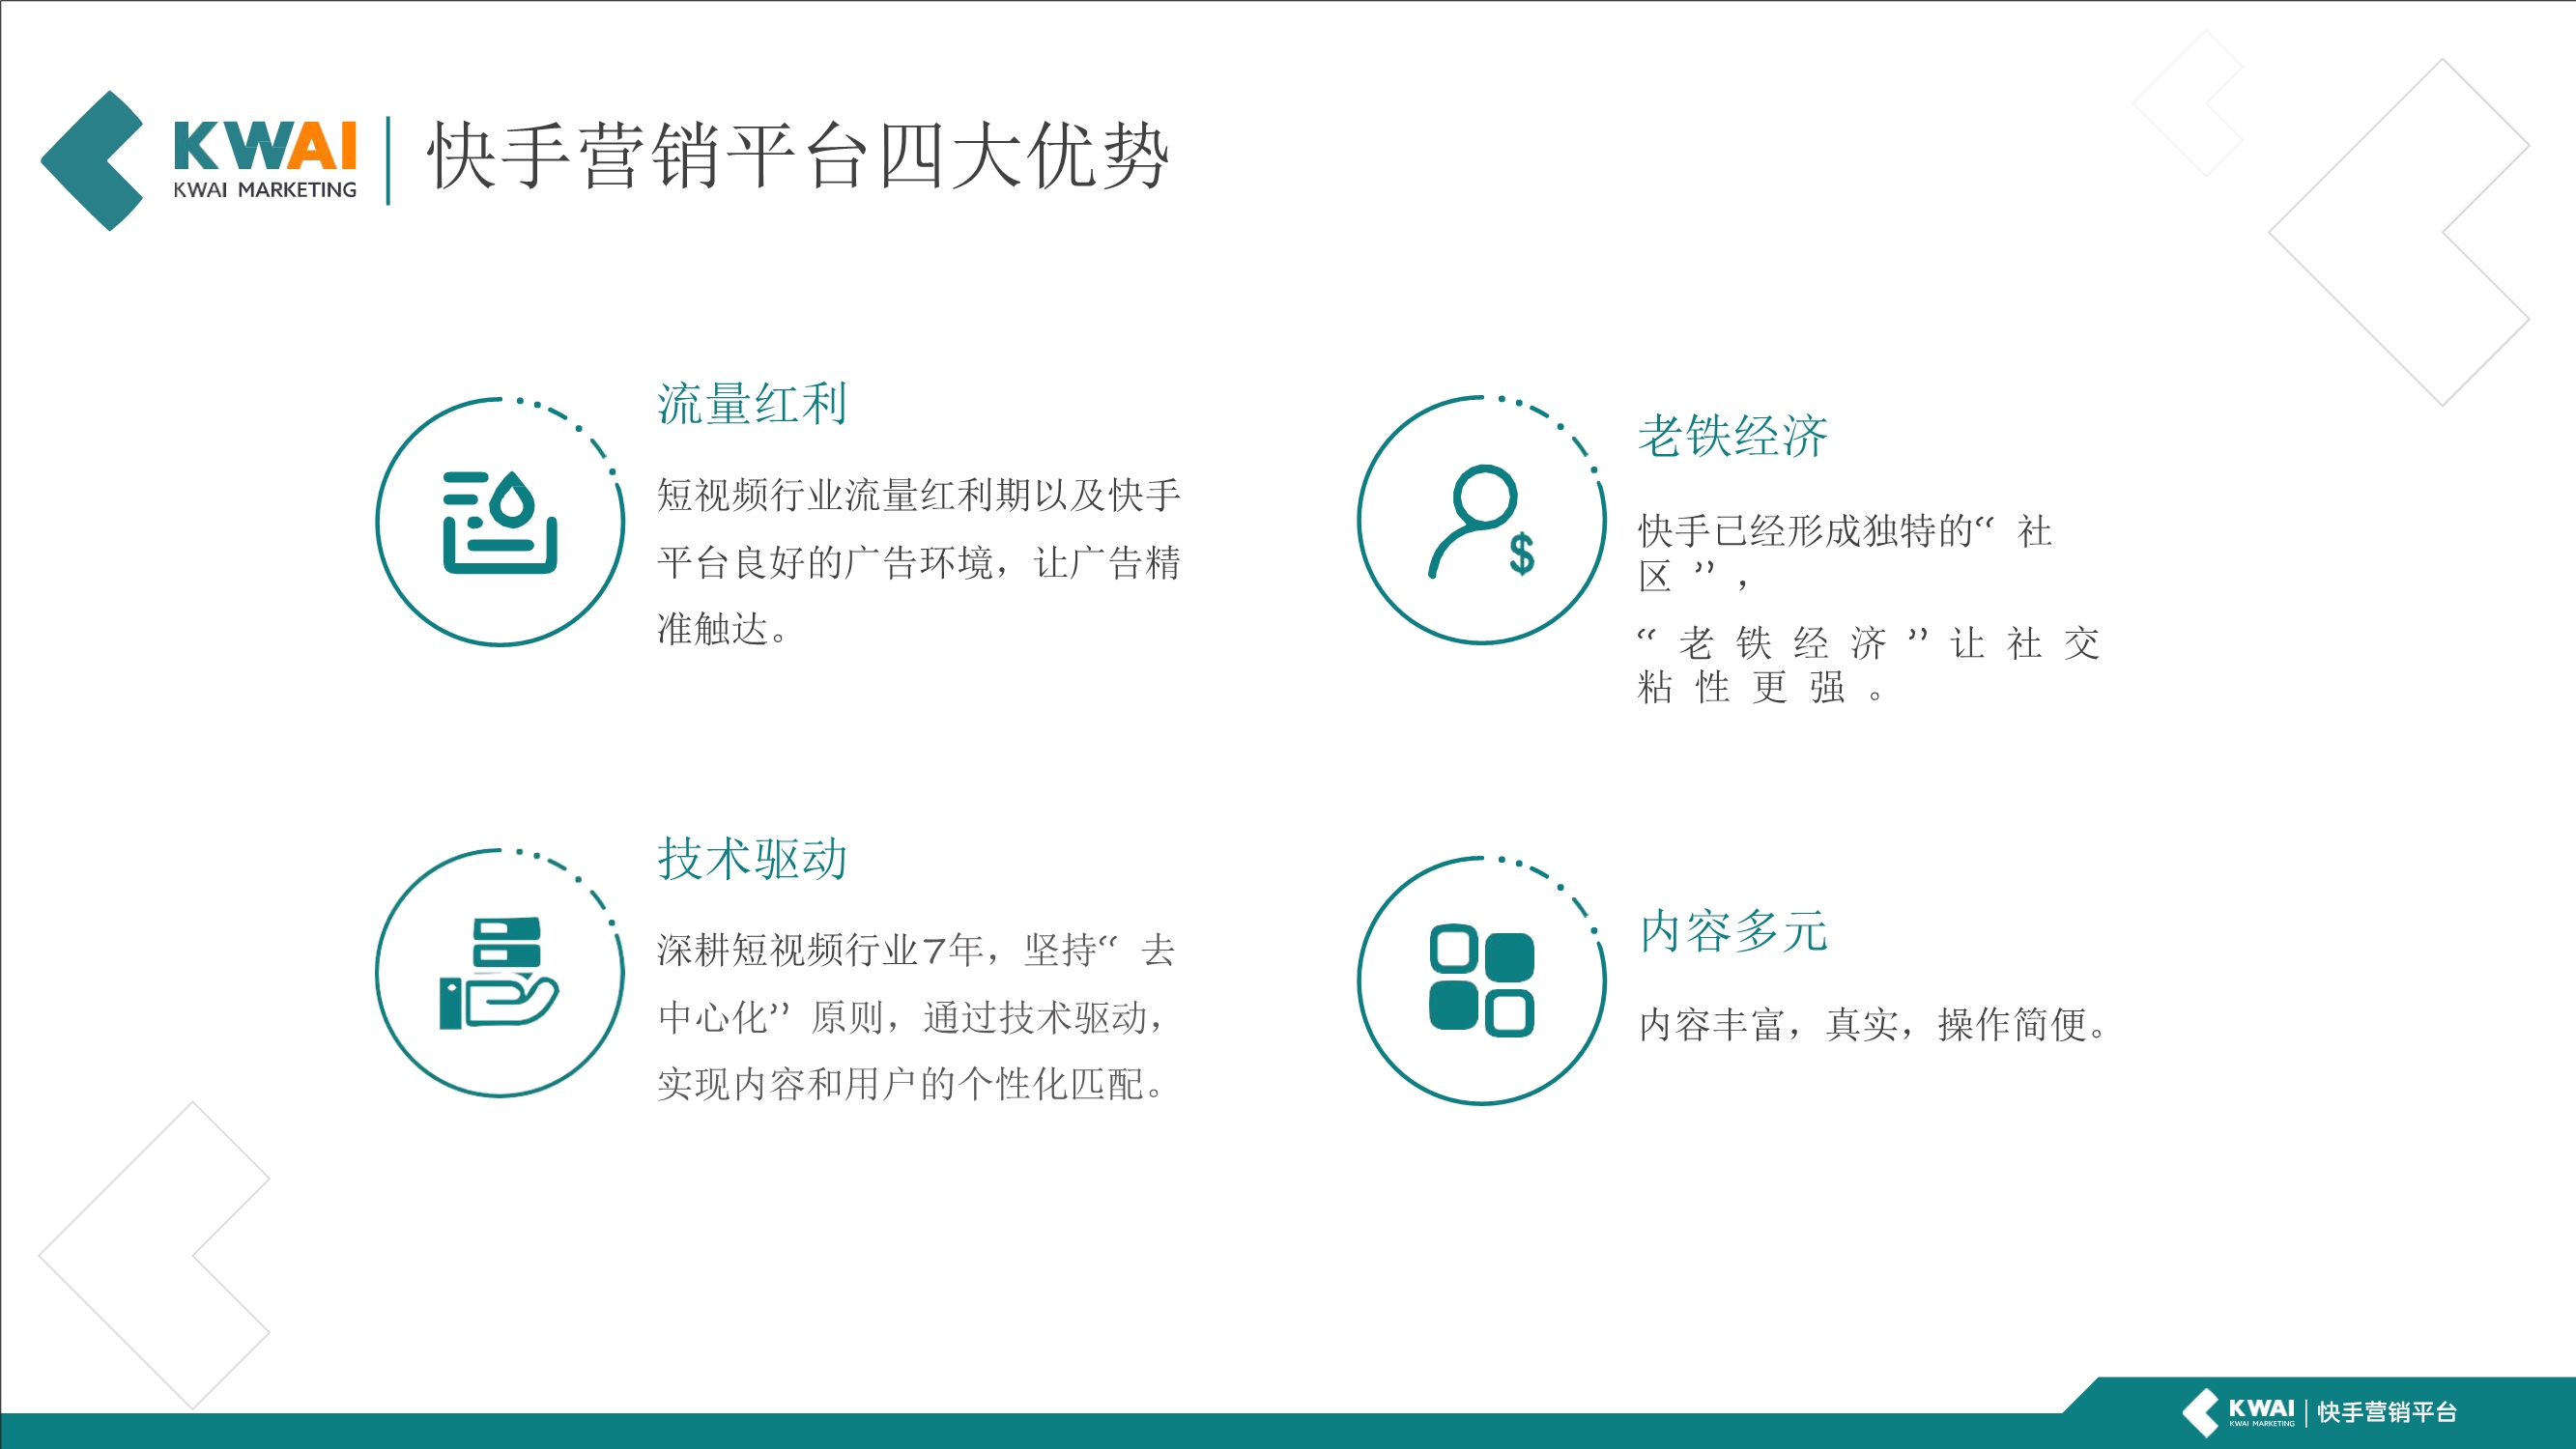 KWAI
KWAI MARKETING
快手营销平台四大优势
流量红利
短视频行业流量红利期以及快手
平台良好的广告环境，让广告精
准触达。
老铁经济
快手已经形成独特的“ 社
区 ”，
“ 老 铁 经 济 ” 让 社 交
粘 性 更 强 。
技术驱动
深耕短视频行业7年，坚持“ 去
中心化” 原则，通过技术驱动，
实现内容和用户的个性化匹配。
内容多元
内容丰富，真实，操作简便。
$
KWAI
KWAI MARKETING
快手营销平台